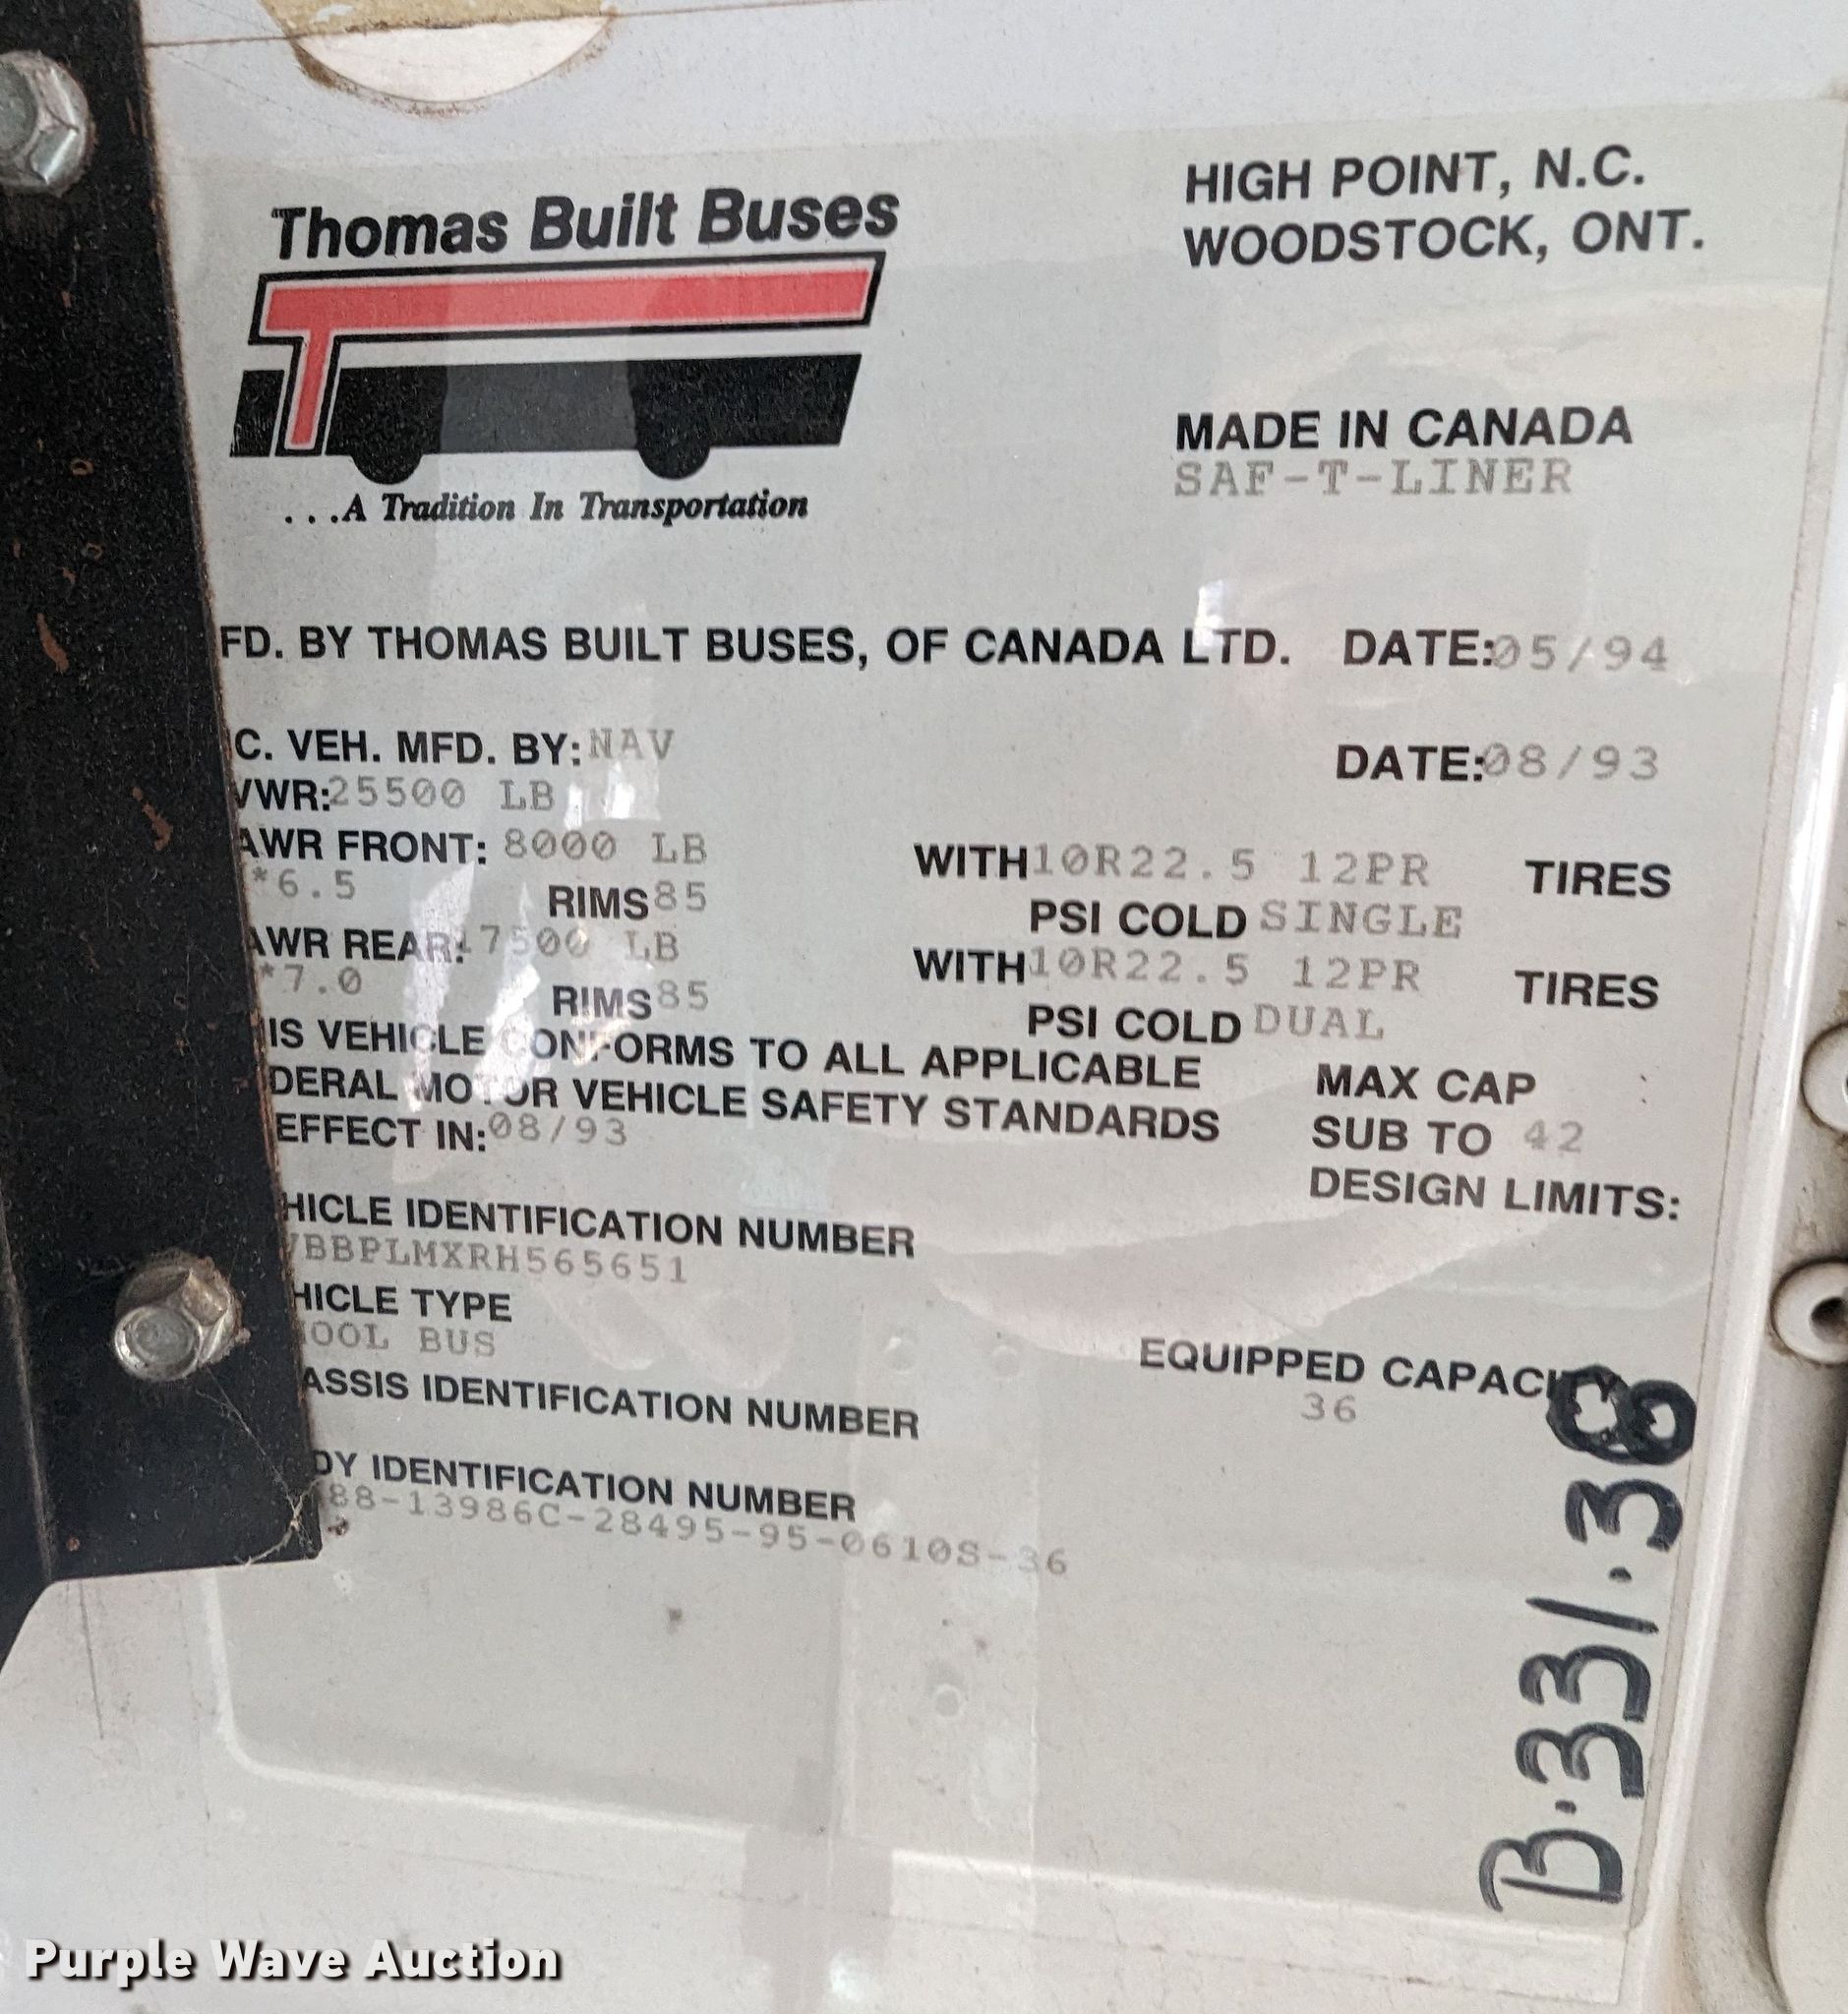 Thomas Built Buses
HIGH POINT, N.C.
WOODSTOCK, ONT.
...A Tradition In Transportation
MADE IN CANADA
SAF-T-LINER
FD. BY THOMAS BUILT BUSES, OF CANADA LTD. DATE:05/94
C. VEH. MFD. BY:NAV DATE:08/93
VWR:25500 LB
AWR FRONT: 8000 LB WITH 10R22.5 12PR TIRES
*6.5 RIMS 85 PSI COLD SINGLE
AWR REAR:17500 LB WITH 10R22.5 12PR TIRES
*7.0 RIMS 85 PSI COLD DUAL
IS VEHICLE CONFORMS TO ALL APPLICABLE
DERAL MOTOR VEHICLE SAFETY STANDARDS
EFFECT IN:08/93
MAX CAP
SUB TO 42
DESIGN LIMITS:
HICLE IDENTIFICATION NUMBER
VBBPLMXRH565651
HICLE TYPE
OOL BUS
EQUIPPED CAPACITY
36
ASSIS IDENTIFICATION NUMBER
DY IDENTIFICATION NUMBER
88-13986C-28495-95-0610S-36
B.331.36
Purple Wave Auction